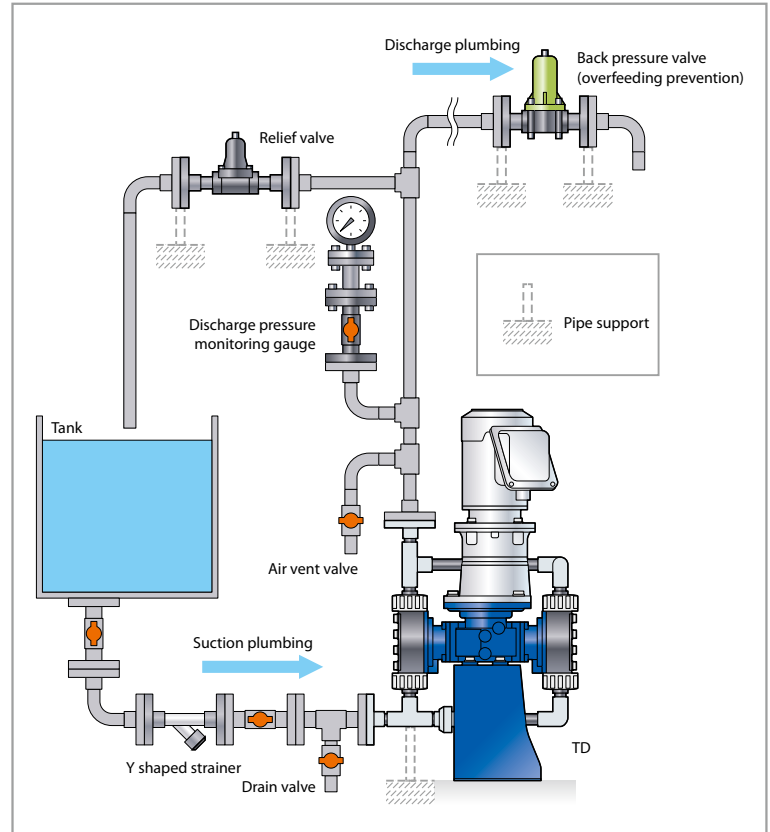 Discharge plumbing
Back pressure valve
(overfeeding prevention)
Relief valve
Discharge pressure
monitoring gauge
Pipe support
Tank
Air vent valve
Suction plumbing
Y shaped strainer
Drain valve
TD